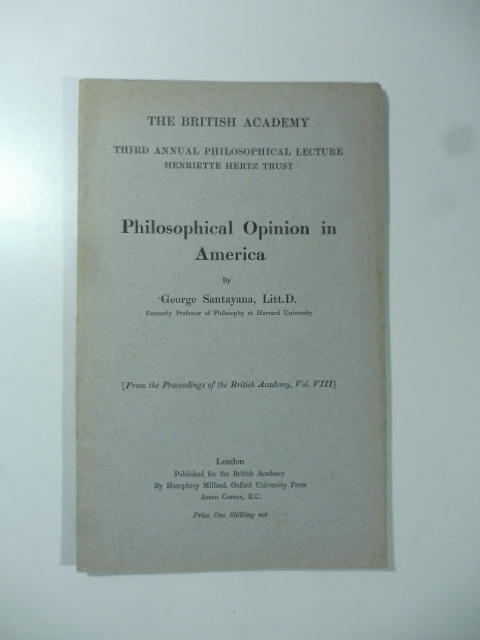 THE BRITISH ACADEMY
THIRD ANNUAL PHILOSOPHICAL LECTURE
HENRIETTE HERTZ TRUST
Philosophical Opinion in
America
By
George Santayana, Litt.D.
Formerly Professor of Philosophy at Harvard University
[From the Proceedings of the British Academy, Vol. VIII]
London
Published for the British Academy
By Humphrey Milford, Oxford University Press
Amen Corner, E.C.
Price One Shilling net